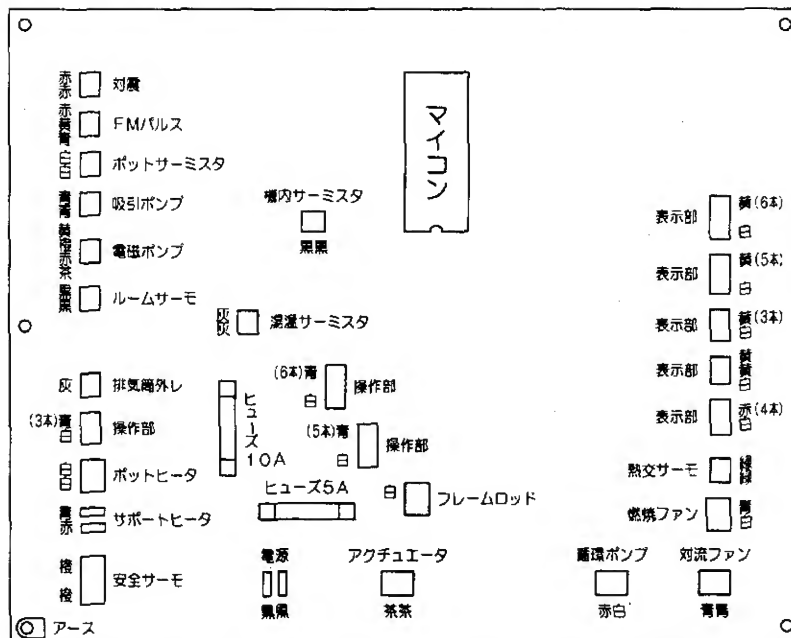 赤赤 対震
赤黄青 FMパルス
白白 ポットサーミスタ
青青 吸引ポンプ
黄橙赤茶 電磁ポンプ
黒黒 ルームサーモ
機内サーミスタ
黒黒
マイコン
灰灰 湯温サーミスタ
灰 排気筒外レ
(3本)青白 操作部
白白 ポットヒータ
青赤 サポートヒータ
橙橙 安全サーモ
アース
ヒューズ10A
(6本)青白 操作部
(5本)青白 操作部
ヒューズ5A
白 フレームロッド
電源
黒黒
アクチュエータ
茶茶
表示部 黄(6本)白
表示部 黄(5本)白
表示部 黄(3本)白
表示部 黄黄白
表示部 赤(4本)白
熱交サーモ 緑緑
燃焼ファン 青白
循環ポンプ
赤白
対流ファン
青青